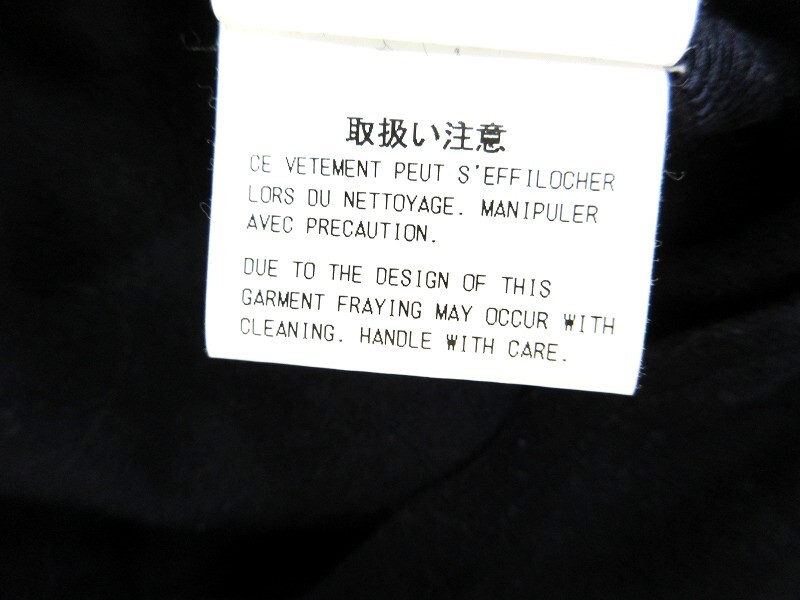 取扱い注意
CE VETEMENT PEUT S'EFFILOCHER
LORS DU NETTOYAGE. MANIPULER
AVEC PRECAUTION.
DUE TO THE DESIGN OF THIS
GARMENT FRAYING MAY OCCUR WITH
CLEANING. HANDLE WITH CARE.